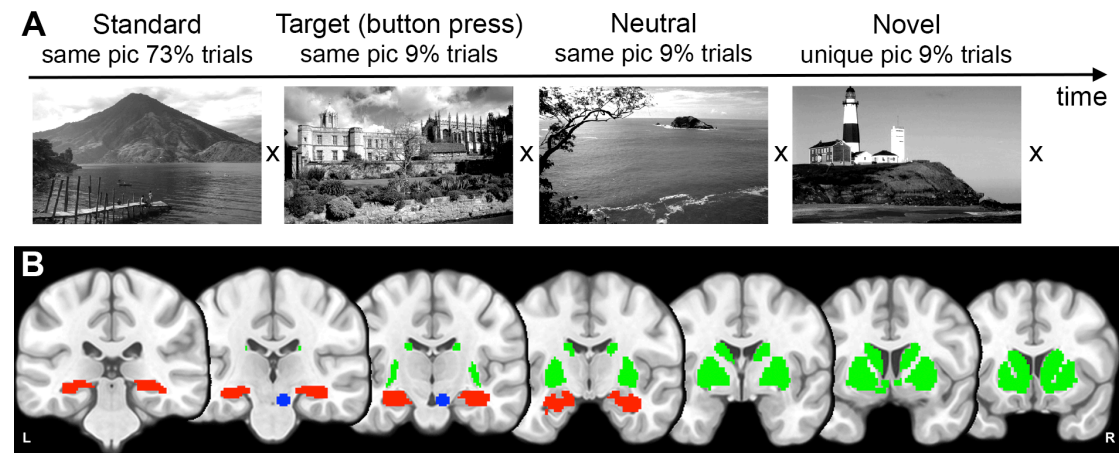 A
Standard
same pic 73% trials
Target (button press)
same pic 9% trials
Neutral
same pic 9% trials
Novel
unique pic 9% trials
time
x
x
x
x
B
L
R